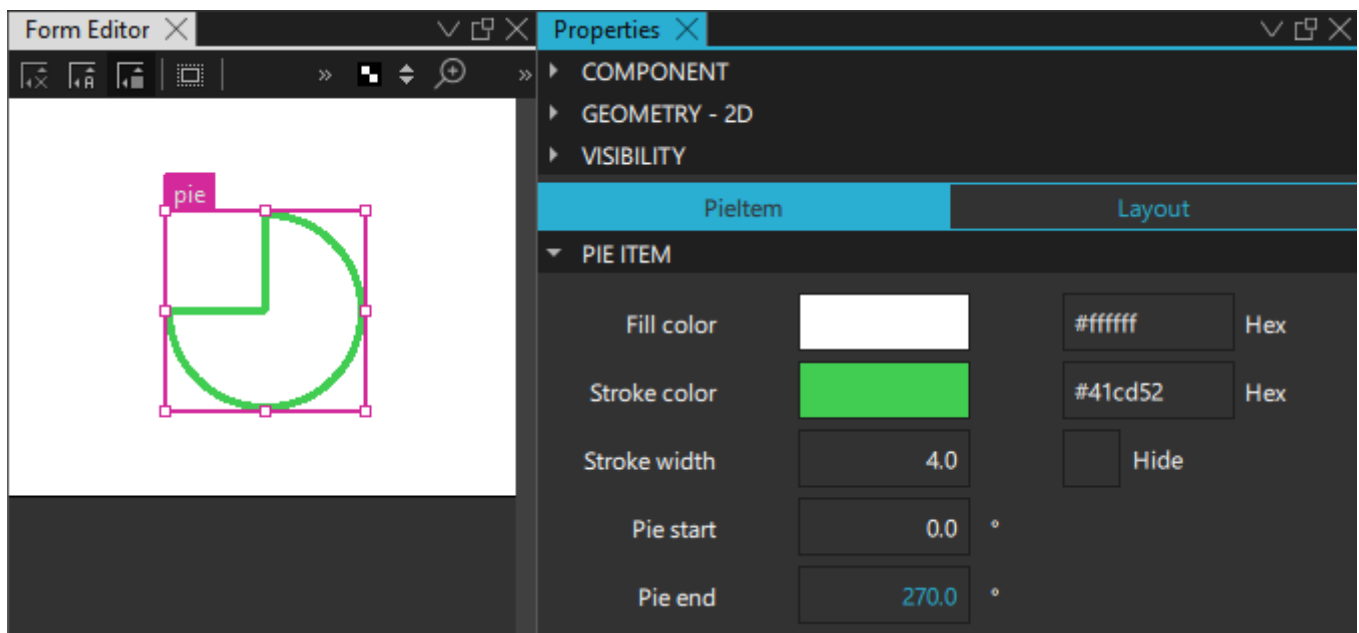 Form Editor
Properties
COMPONENT
GEOMETRY - 2D
VISIBILITY
pie
PieItem Layout
PIE ITEM
Fill color #ffffff Hex
Stroke color #41cd52 Hex
Stroke width 4.0 Hide
Pie start 0.0 °
Pie end 270.0 °